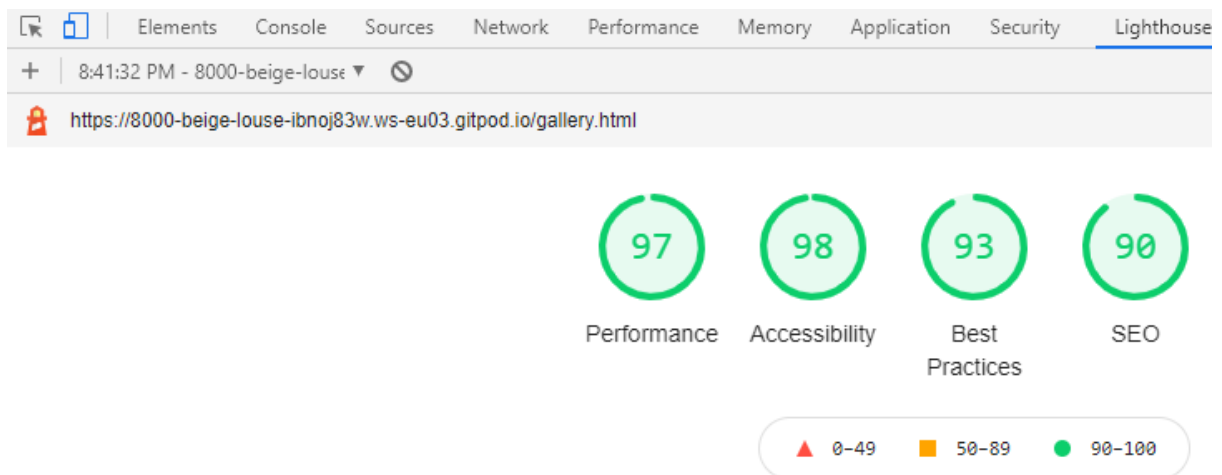 Elements Console Sources Network Performance Memory Application Security Lighthouse
+ 8:41:32 PM - 8000-beige-louse ▼
https://8000-beige-louse-ibnoj83w.ws-eu03.gitpod.io/gallery.html
97 98 93 90
Performance Accessibility Best Practices SEO
▲ 0–49 ■ 50–89 ● 90–100